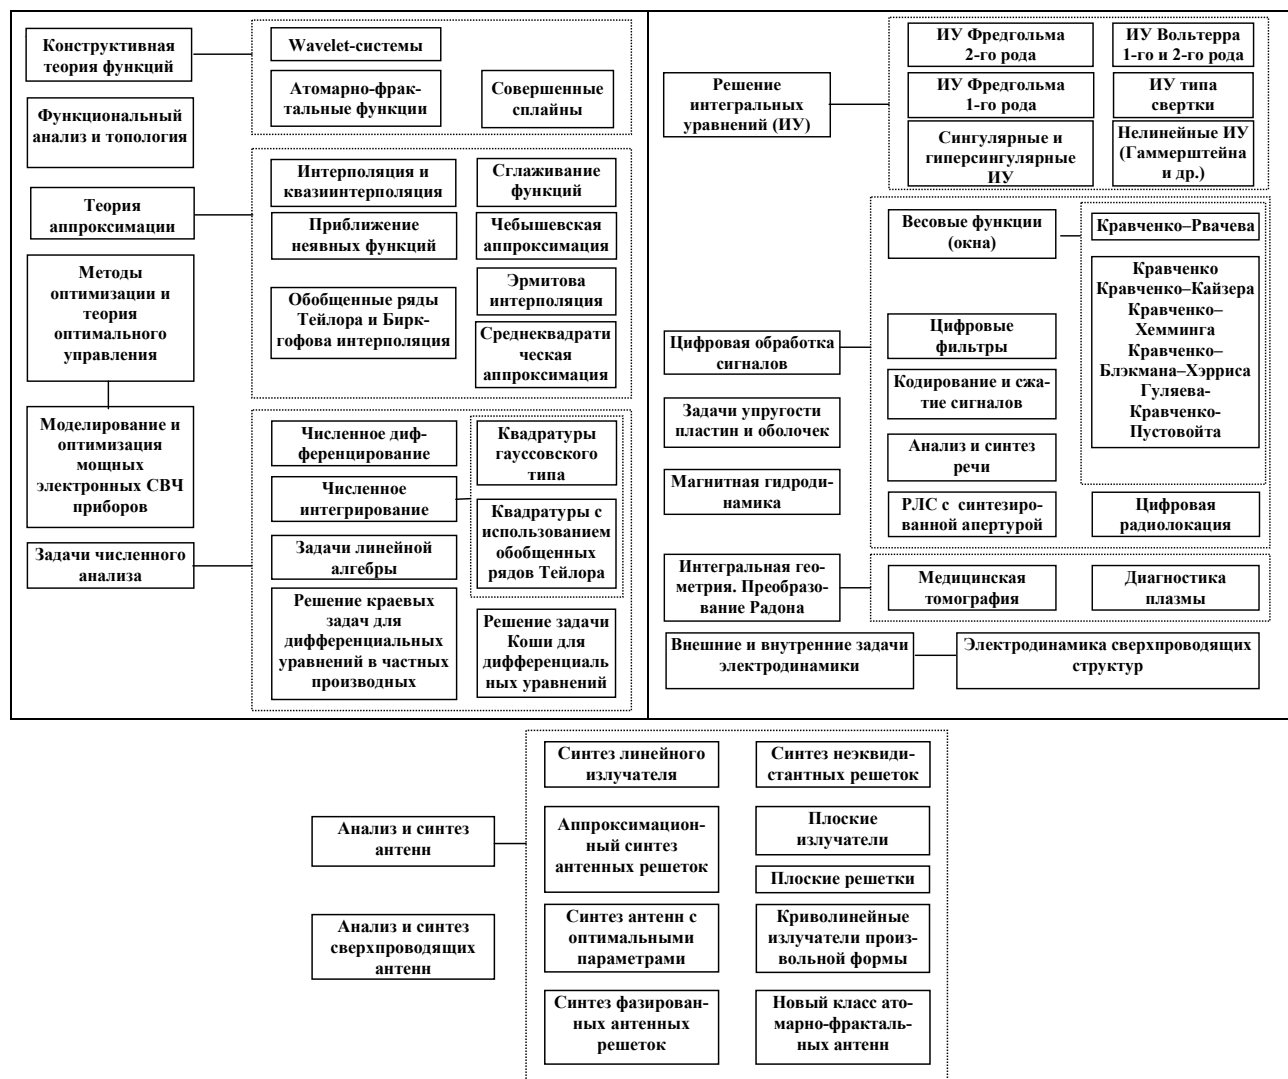 Конструктивная
теория функций
Wavelet-системы
Атомарно-фрак-
тальные функции
Совершенные
сплайны
Функциональный
анализ и топология
Теория
аппроксимации
Интерполяция и
квазиинтерполяция
Сглаживание
функций
Приближение
неявных функций
Чебышевская
аппроксимация
Эрмитова
интерполяция
Обобщенные ряды
Тейлора и Бирк-
гофова интерполяция
Среднеквадрати
ческая
аппроксимация
Методы
оптимизации и
теория
оптимального
управления
Моделирование и
оптимизация
мощных
электронных СВЧ
приборов
Задачи численного
анализа
Численное диф-
ференцирование
Численное
интегрирование
Квадратуры
гауссовского
типа
Квадратуры с
использованием
обобщенных
рядов Тейлора
Задачи линейной
алгебры
Решение краевых
задач для
дифференциальных
уравнений в частных
производных
Решение задачи
Коши для
дифференциаль
ных уравнений
Решение
интегральных
уравнений (ИУ)
ИУ Фредгольма
2-го рода
ИУ Вольтерра
1-го и 2-го рода
ИУ Фредгольма
1-го рода
ИУ типа
свертки
Сингулярные и
гиперсингулярные
ИУ
Нелинейные ИУ
(Гаммерштейна
и др.)
Цифровая обработка
сигналов
Весовые функции
(окна)
Кравченко–Рвачева
Кравченко
Кравченко–Кайзера
Кравченко–
Хемминга
Кравченко–
Блэкмана–Хэрриса
Гуляева-
Кравченко-
Пустовойта
Цифровые
фильтры
Кодирование и сжа-
тие сигналов
Анализ и синтез
речи
РЛС с синтезиро-
ванной апертурой
Цифровая
радиолокация
Задачи упругости
пластин и оболочек
Магнитная гидроди-
намика
Интегральная гео-
метрия. Преобразо-
вание Радона
Медицинская
томография
Диагностика
плазмы
Внешние и внутренние задачи
электродинамики
Электродинамика сверхпроводящих
структур
Анализ и синтез
антенн
Анализ и синтез
сверхпроводящих
антенн
Синтез линейного
излучателя
Синтез неэквиди-
стантных решеток
Аппроксимацион-
ный синтез
антенных решеток
Плоские
излучатели
Плоские решетки
Синтез антенн с
оптимальными
параметрами
Криволинейные
излучатели произ-
вольной формы
Синтез фазирован-
ных антенных
решеток
Новый класс ато-
марно-фракталь-
ных антенн